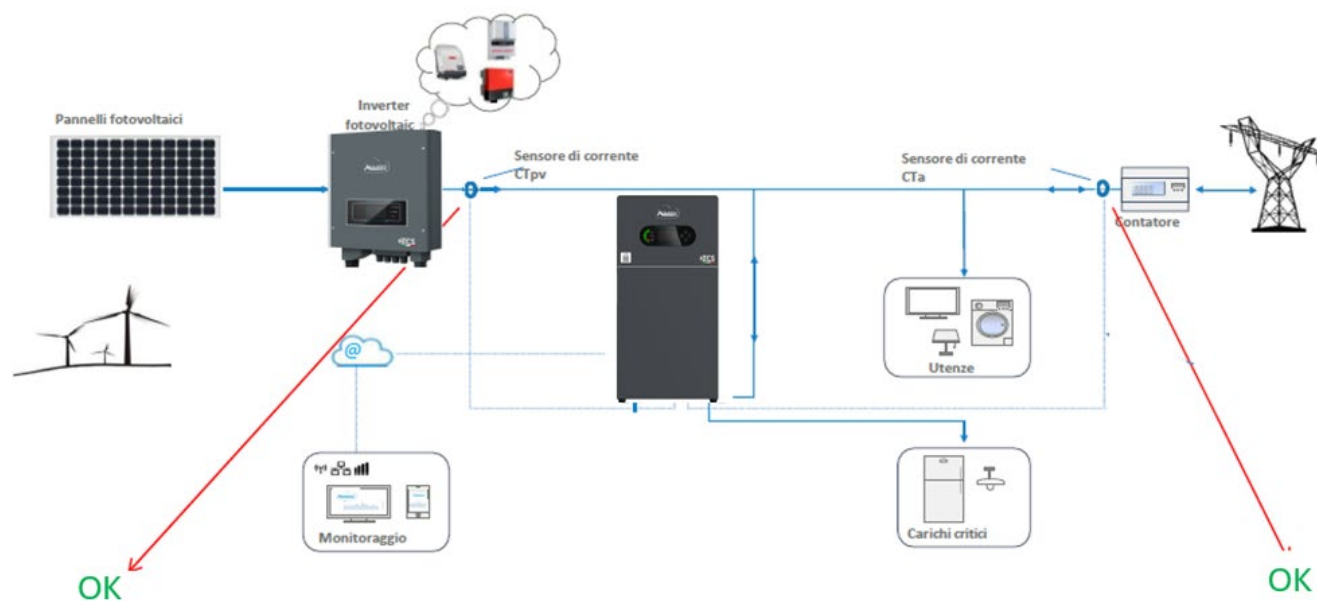 Pannelli fotovoltaici
Inverter
fotovoltaic
Sensore di corrente
CTpv
Sensore di corrente
CTa
Contatore
Utenze
@
Monitoraggio
Carichi critici
OK
OK